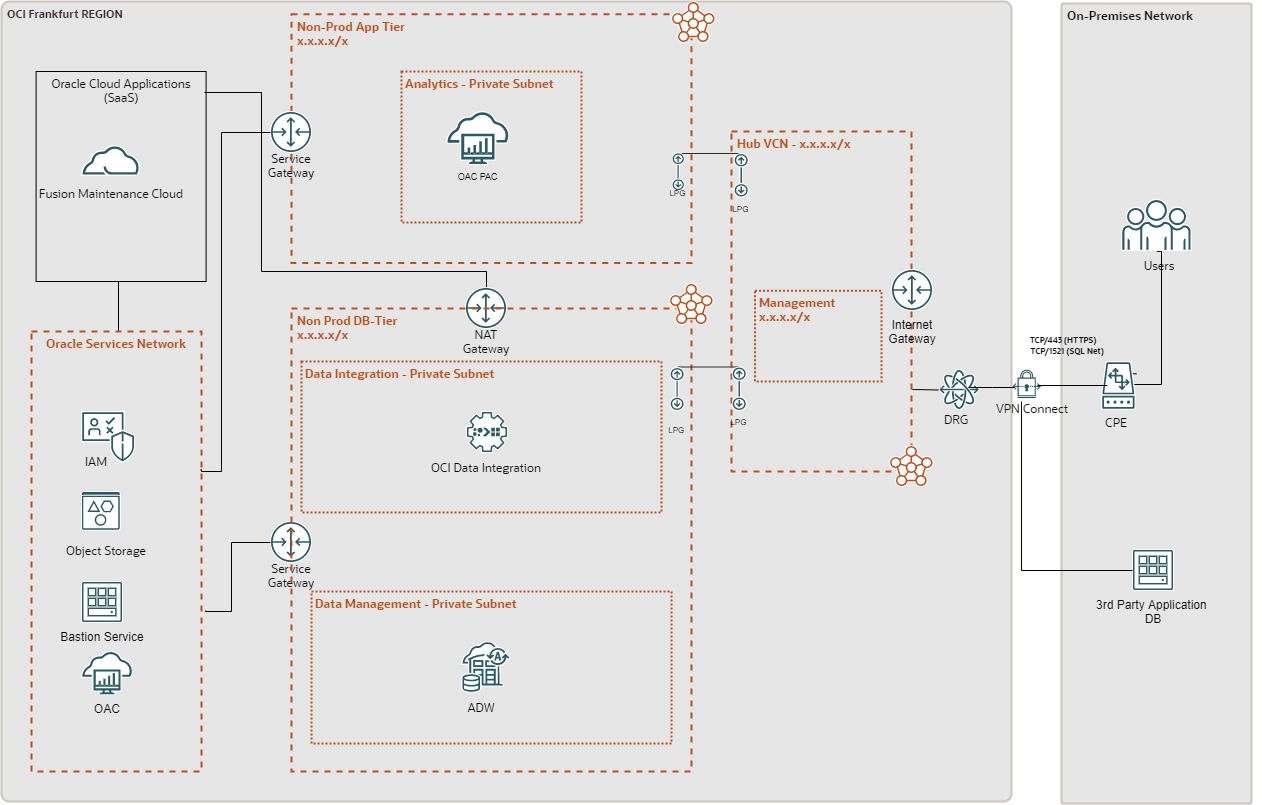 OCI Frankfurt REGION
Oracle Cloud Applications
(SaaS)
Fusion Maintenance Cloud
Oracle Services Network
IAM
Object Storage
Bastion Service
OAC
Non-Prod App Tier
x.x.x.x/x
Service
Gateway
Analytics - Private Subnet
OAC PAC
LPG
Non Prod DB-Tier
x.x.x.x/x
NAT
Gateway
Data Integration - Private Subnet
OCI Data Integration
LPG
Service
Gateway
Data Management - Private Subnet
A
ADW
Hub VCN - x.x.x.x/x
LPG
Management
x.x.x.x/x
LPG
Internet
Gateway
DRG
TCP/443 (HTTPS)
TCP/1521 (SQL Net)
VPN Connect
On-Premises Network
Users
CPE
3rd Party Application
DB